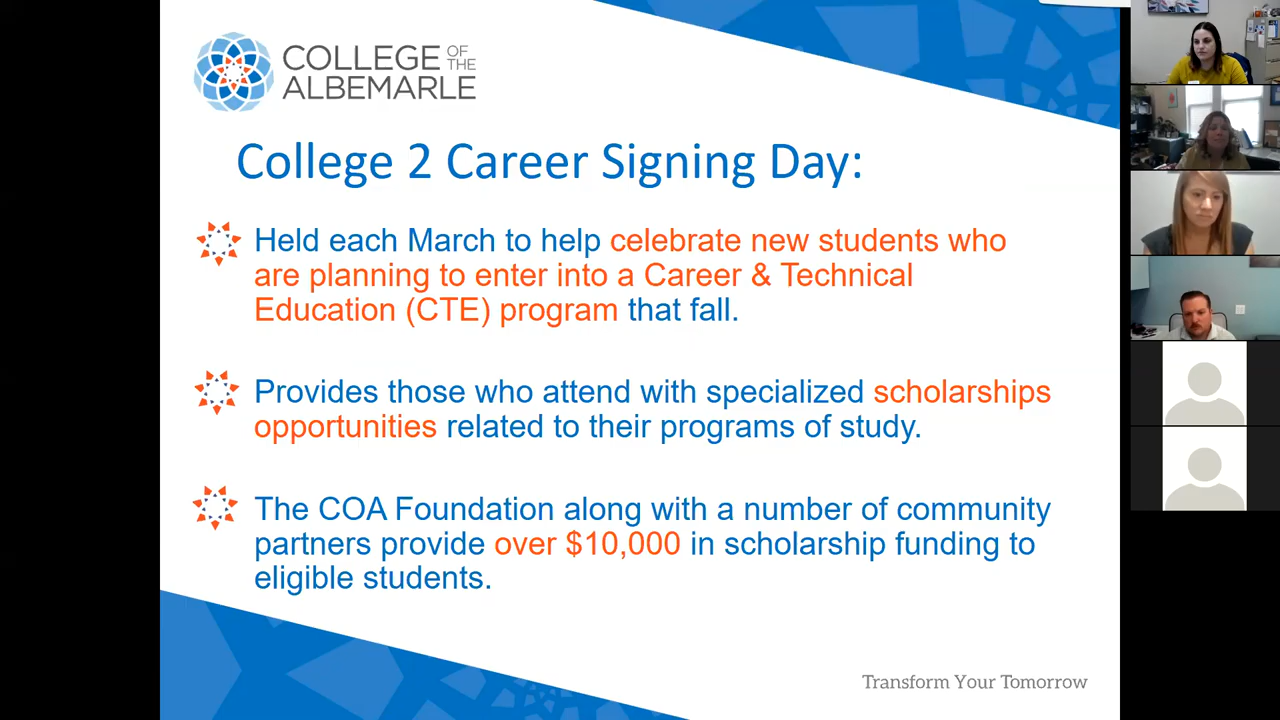 COLLEGE OF THE
ALBEMARLE
College 2 Career Signing Day:
Held each March to help celebrate new students who
are planning to enter into a Career & Technical
Education (CTE) program that fall.
Provides those who attend with specialized scholarships
opportunities related to their programs of study.
The COA Foundation along with a number of community
partners provide over $10,000 in scholarship funding to
eligible students.
Transform Your Tomorrow